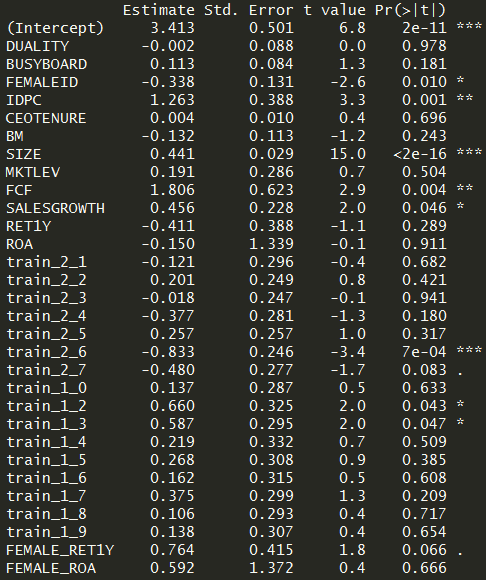 Estimate Std. Error t value Pr(>|t|)
(Intercept) 3.413 0.501 6.8 2e-11 ***
DUALITY -0.002 0.088 0.0 0.978
BUSYBOARD 0.113 0.084 1.3 0.181
FEMALEID -0.338 0.131 -2.6 0.010 *
IDPC 1.263 0.388 3.3 0.001 **
CEOTENURE 0.004 0.010 0.4 0.696
BM -0.132 0.113 -1.2 0.243
SIZE 0.441 0.029 15.0 <2e-16 ***
MKTLEV 0.191 0.286 0.7 0.504
FCF 1.806 0.623 2.9 0.004 **
SALESGROWTH 0.456 0.228 2.0 0.046 *
RET1Y -0.411 0.388 -1.1 0.289
ROA -0.150 1.339 -0.1 0.911
train_2_1 -0.121 0.296 -0.4 0.682
train_2_2 0.201 0.249 0.8 0.421
train_2_3 -0.018 0.247 -0.1 0.941
train_2_4 -0.377 0.281 -1.3 0.180
train_2_5 0.257 0.257 1.0 0.317
train_2_6 -0.833 0.246 -3.4 7e-04 ***
train_2_7 -0.480 0.277 -1.7 0.083 .
train_1_0 0.137 0.287 0.5 0.633
train_1_2 0.660 0.325 2.0 0.043 *
train_1_3 0.587 0.295 2.0 0.047 *
train_1_4 0.219 0.332 0.7 0.509
train_1_5 0.268 0.308 0.9 0.385
train_1_6 0.162 0.315 0.5 0.608
train_1_7 0.375 0.299 1.3 0.209
train_1_8 0.106 0.293 0.4 0.717
train_1_9 0.138 0.307 0.4 0.654
FEMALE_RET1Y 0.764 0.415 1.8 0.066 .
FEMALE_ROA 0.592 1.372 0.4 0.666